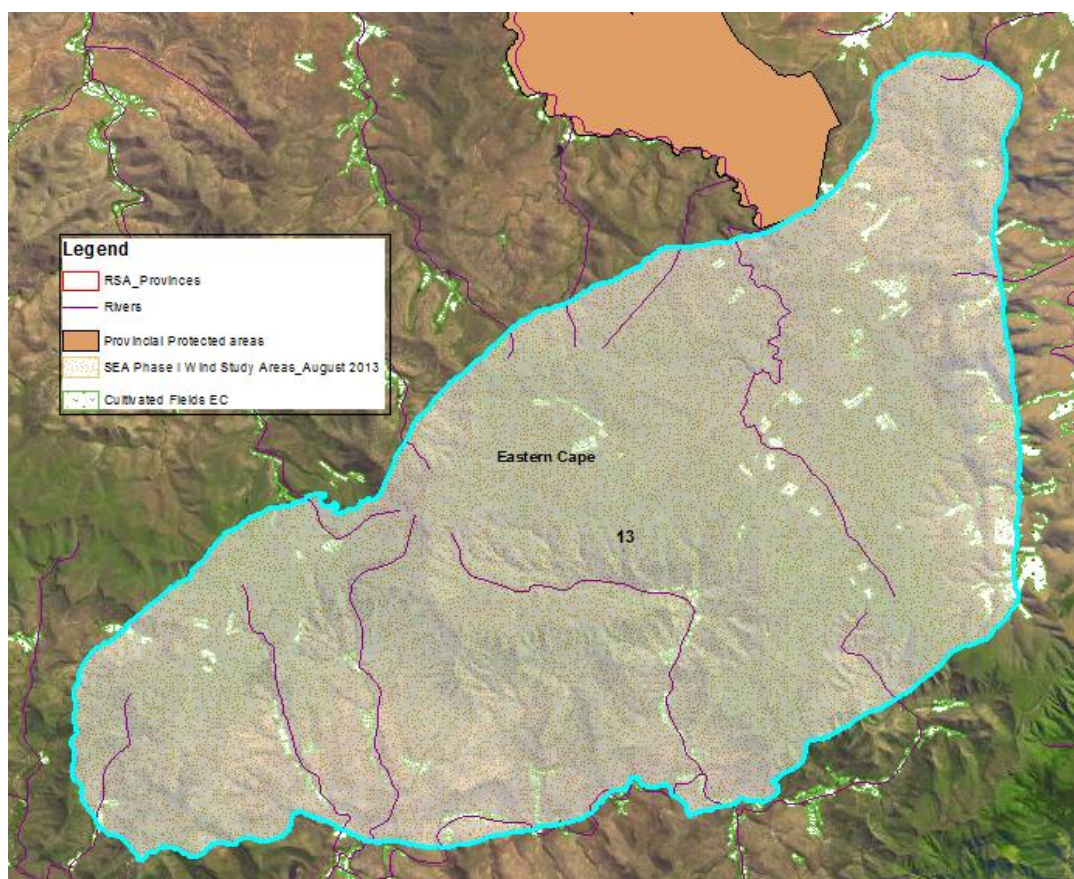 Legend
RSA_Provinces
Rivers
Provincial Protected areas
SEA Phase I Wind Study Areas_August 2013
Cultivated Fields EC
Eastern Cape
13